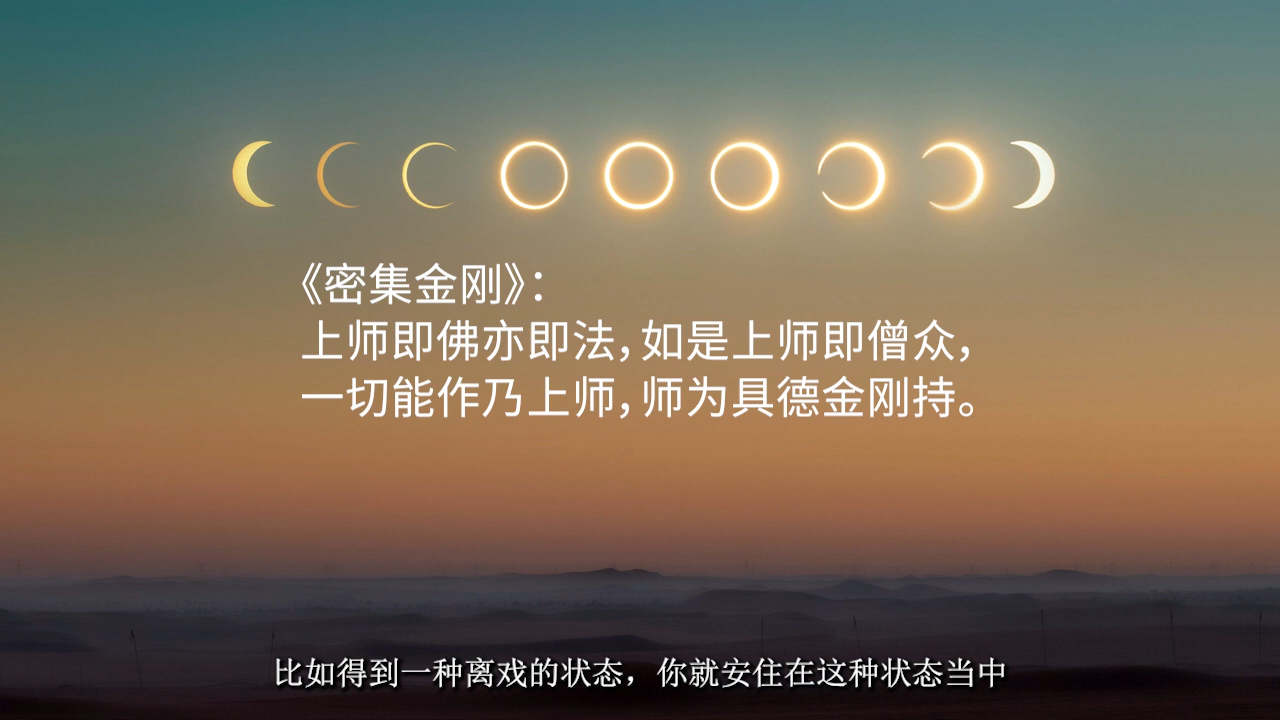 《密集金刚》：
上师即佛亦即法，如是上师即僧众，
一切能作乃上师，师为具德金刚持。
比如得到一种离戏的状态，你就安住在这种状态当中